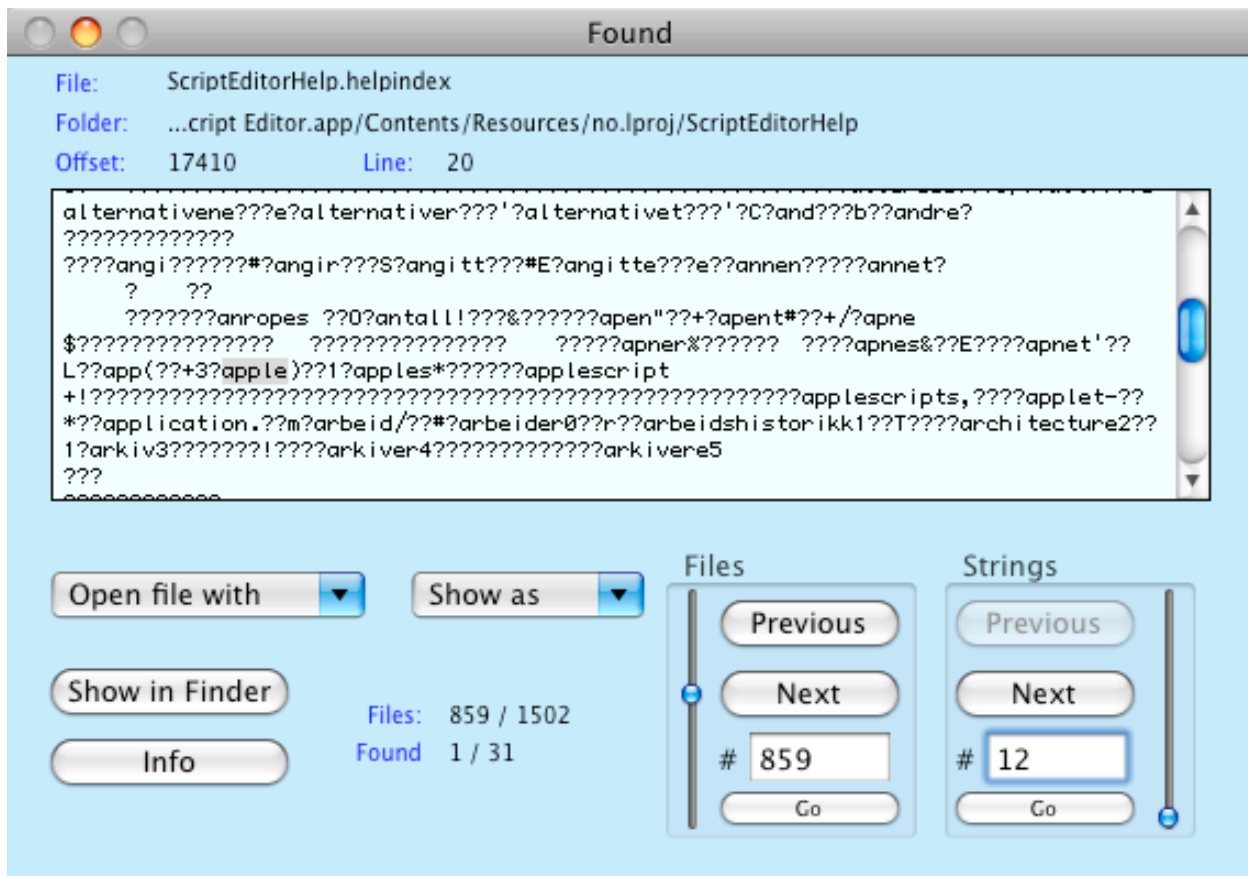 Found
File: ScriptEditorHelp.helpindex
Folder: ...cript Editor.app/Contents/Resources/no.lproj/ScriptEditorHelp
Offset: 17410 Line: 20
alternativene???e?alternativer???'?alternativet???'?C?and???b??andre?
?????????????
????angi??????#?angir???S?angitt???#E?angitte???e??annen?????annet?
? ??
???????anropes ??O?antall!???&??????apen"??+?apent#??+/?apne
$??????????????? ??????????????? ?????apner%?????? ????apnes&??E????apnet'??
L??app(??+3?apple)??1?apples*??????applescript
+!??????????????????????????????????????????????????????applescripts,????applet-??
*??application.??m?arbeid/??#?arbeider0??r??arbeidshistorikk1??T????architecture2??
1?arkiv3???????!????arkiver4?????????????arkivere5
???
Open file with
Show as
Files
Strings
Previous
Previous
Show in Finder
Next
Next
Files: 859 / 1502
Found 1 / 31
Info
# 859
# 12
Go
Go